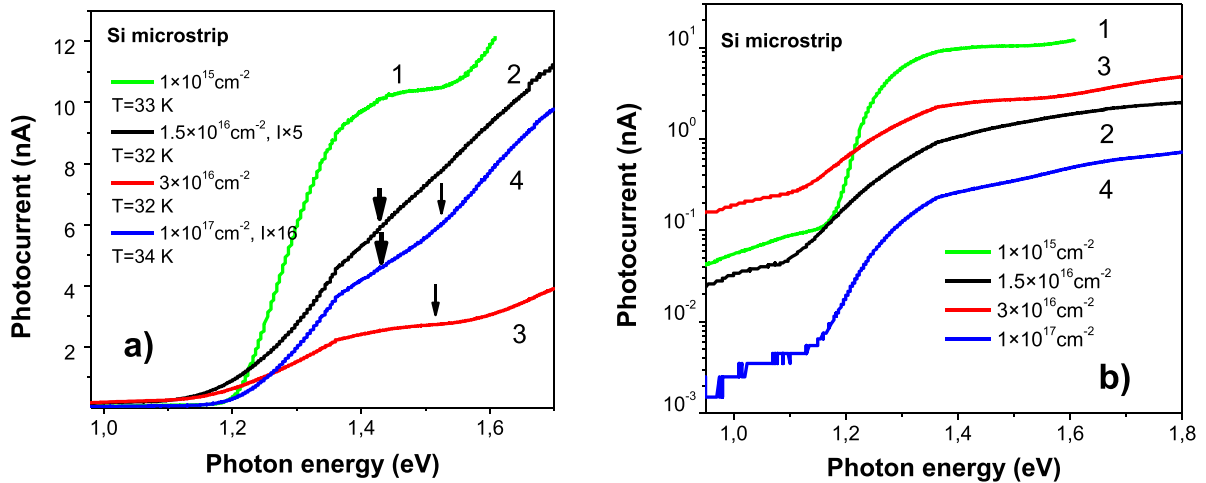 Si microstrip
1×10¹⁵cm⁻²
T=33 K
1.5×10¹⁶cm⁻², I×5
T=32 K
3×10¹⁶cm⁻²
T=32 K
1×10¹⁷cm⁻², I×16
T=34 K
1
2
4
3
a)
12
10
8
6
4
2
1,0
1,2
1,4
1,6
Photocurrent (nA)
Photon energy (eV)
Si microstrip
1
3
2
4
1×10¹⁵cm⁻²
1.5×10¹⁶cm⁻²
3×10¹⁶cm⁻²
1×10¹⁷cm⁻²
b)
10¹
10⁰
10⁻¹
10⁻²
10⁻³
1,0
1,2
1,4
1,6
1,8
Photocurrent (nA)
Photon energy (eV)